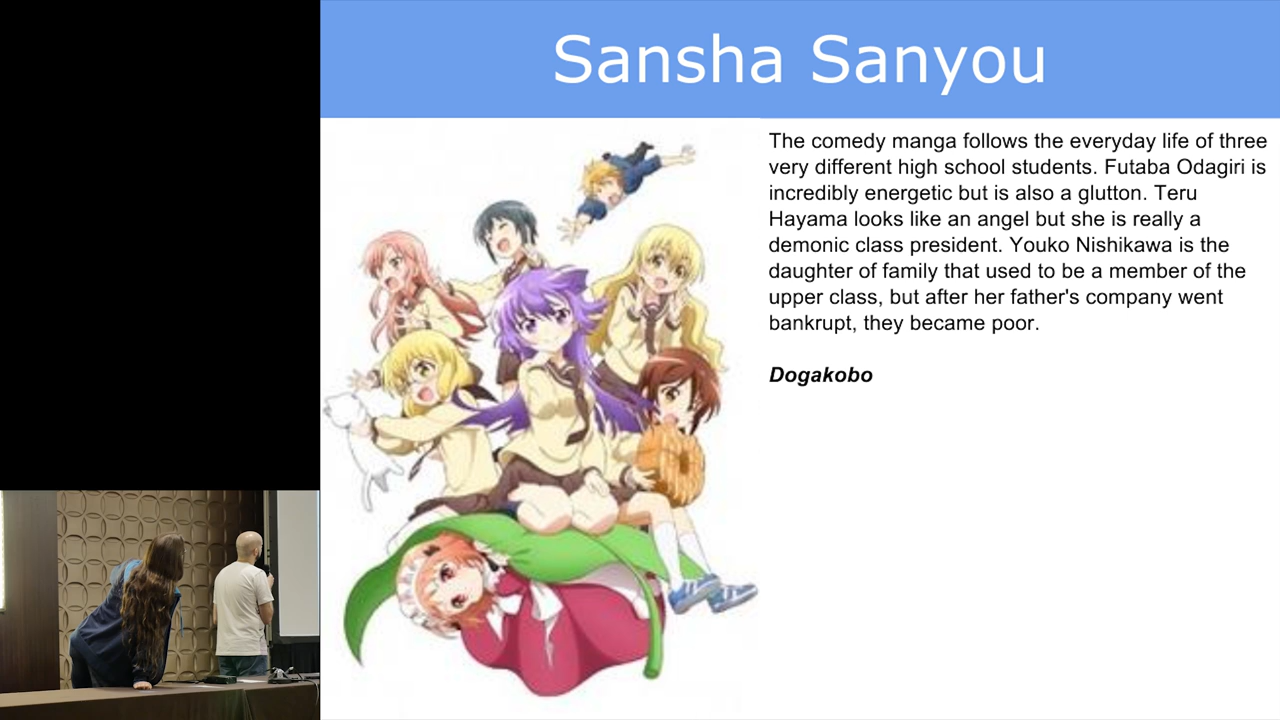 Sansha Sanyou
The comedy manga follows the everyday life of three
very different high school students. Futaba Odagiri is
incredibly energetic but is also a glutton. Teru
Hayama looks like an angel but she is really a
demonic class president. Youko Nishikawa is the
daughter of family that used to be a member of the
upper class, but after her father's company went
bankrupt, they became poor.
Dogakobo